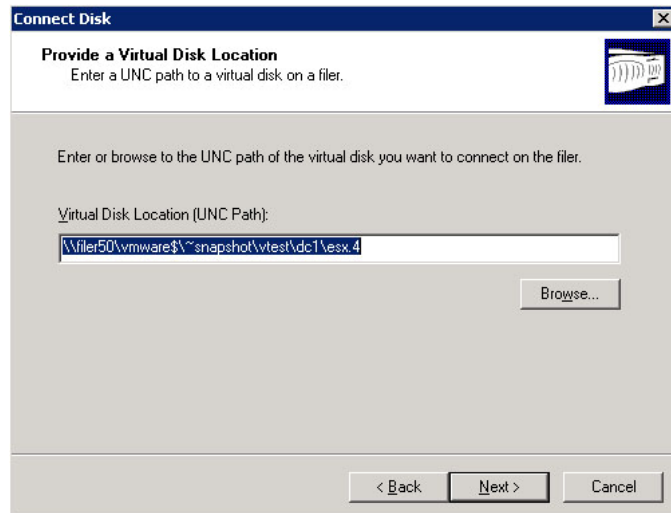 Connect Disk
Provide a Virtual Disk Location
Enter a UNC path to a virtual disk on a filer.
Enter or browse to the UNC path of the virtual disk you want to connect on the filer.
Virtual Disk Location (UNC Path):
\\filer50\vmware$\~snapshot\vtest\dc1\esx.4
Browse...
< Back
Next >
Cancel